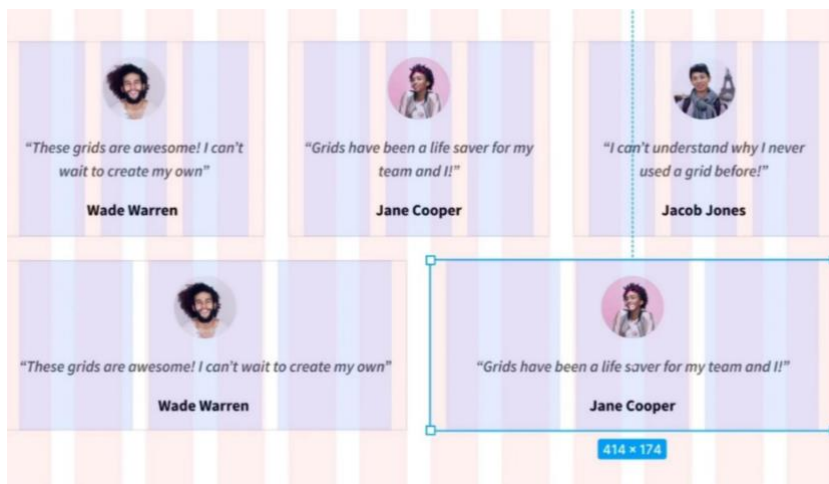 “These grids are awesome! I can’t
wait to create my own”
Wade Warren
“Grids have been a life saver for my
team and I!”
Jane Cooper
“I can’t understand why I never
used a grid before!”
Jacob Jones
“These grids are awesome! I can’t wait to create my own”
Wade Warren
“Grids have been a life saver for my team and I!”
Jane Cooper
414 × 174